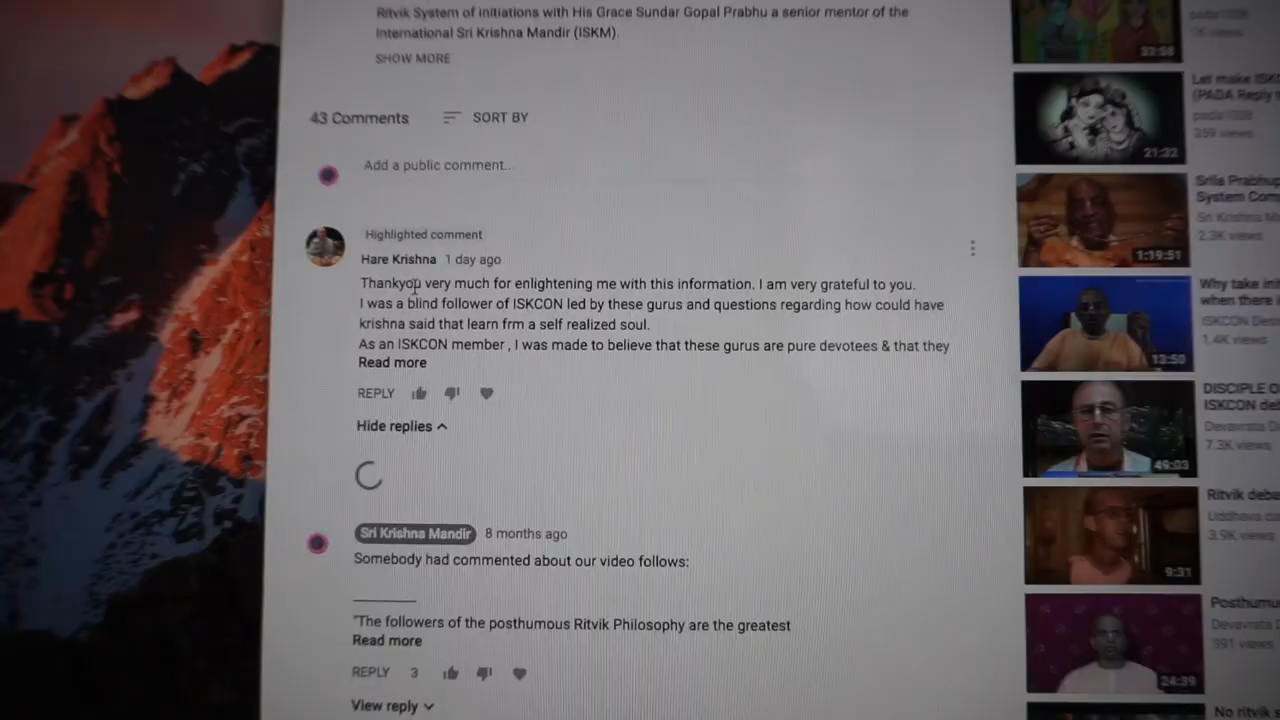 Ritvik System of initiations with His Grace Sundar Gopal Prabhu a senior mentor of the
International Sri Krishna Mandir (ISKM).
SHOW MORE
43 Comments SORT BY
Add a public comment...
Highlighted comment
Hare Krishna 1 day ago
Thankyou very much for enlightening me with this information. I am very grateful to you.
I was a blind follower of ISKCON led by these gurus and questions regarding how could have
krishna said that learn frm a self realized soul.
As an ISKCON member , I was made to believe that these gurus are pure devotees & that they
Read more
REPLY
Hide replies
Sri Krishna Mandir 8 months ago
Somebody had commented about our video follows:
"The followers of the posthumous Ritvik Philosophy are the greatest
Read more
REPLY 3
View reply
33:58
Let make ISK
(PADA Reply
359 views
21:32
Srila Prabhup
System Com
Sri Krishna M
2.3K views
1:19:51
Why take ini
when there
ISKCON Des
1.4K views
13:50
DISCIPLE O
ISKCON de
Devavrata D
7.3K views
49:03
Ritvik deba
Uddhava da
3.9K views
9:31
Posthumu
Devavrata D
391 views
24:39
No ritvik s